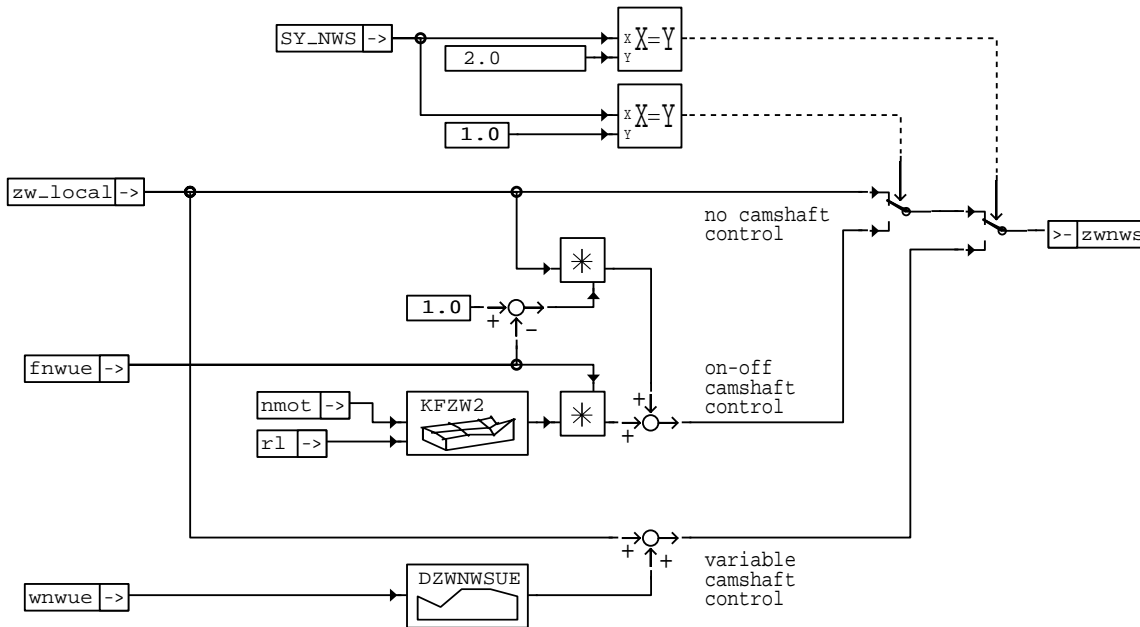 SY_NWS ->
X X=Y
2.0
Y
X X=Y
1.0
Y
zw_local ->
no camshaft
control
>- zwnws
1.0
+
-
fnwue ->
on-off
camshaft
control
nmot ->
KFZW2
+
+
rl ->
+
+
variable
camshaft
control
wnwue ->
DZWNWSUE